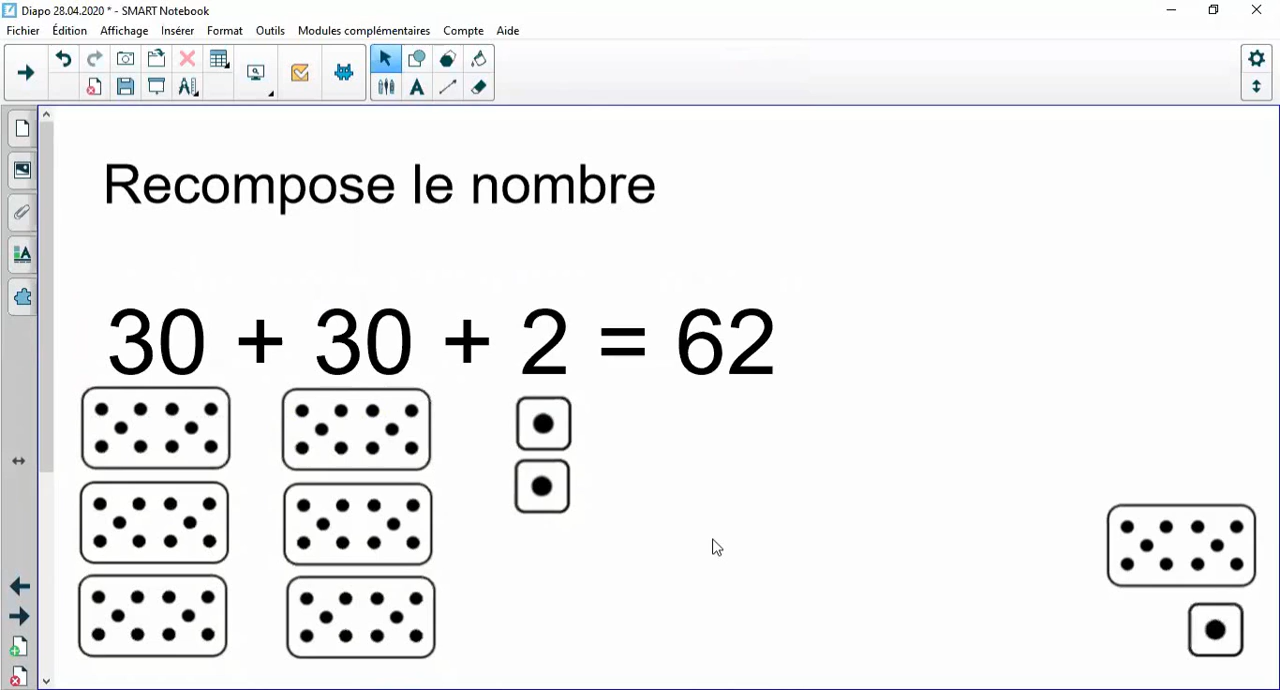 Diapo 28.04.2020 * - SMART Notebook
Fichier Édition Affichage Insérer Format Outils Modules complémentaires Compte Aide
Recompose le nombre
30 + 30 + 2 = 62